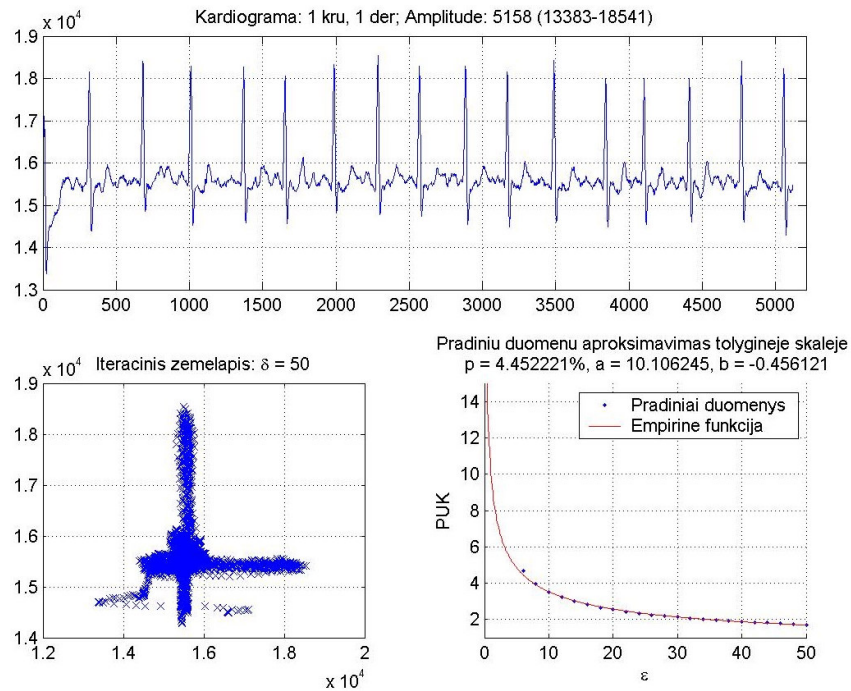 Kardiograma: 1 kru, 1 der; Amplitude: 5158 (13383-18541)
x 10^4
1.9
1.8
1.7
1.6
1.5
1.4
1.3
0 500 1000 1500 2000 2500 3000 3500 4000 4500 5000
Iteracinis zemelapis: δ = 50
x 10^4
1.9
1.8
1.7
1.6
1.5
1.4
1.2 1.4 1.6 1.8 2
x 10^4
Pradiniu duomenu aproksimavimas tolygineje skaleje
p = 4.452221%, a = 10.106245, b = -0.456121
Pradiniai duomenys
Empirine funkcija
PUK
14
12
10
8
6
4
2
0 10 20 30 40 50
ε